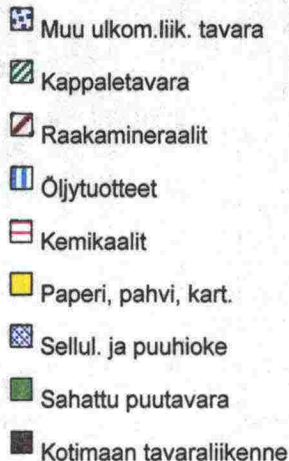 Muu ulkom.liik. tavara
Kappaletavara
Raakamineraalit
Öljytuotteet
Kemikaalit
Paperi, pahvi, kart.
Sellul. ja puuhioke
Sahattu puutavara
Kotimaan tavaraliikenne